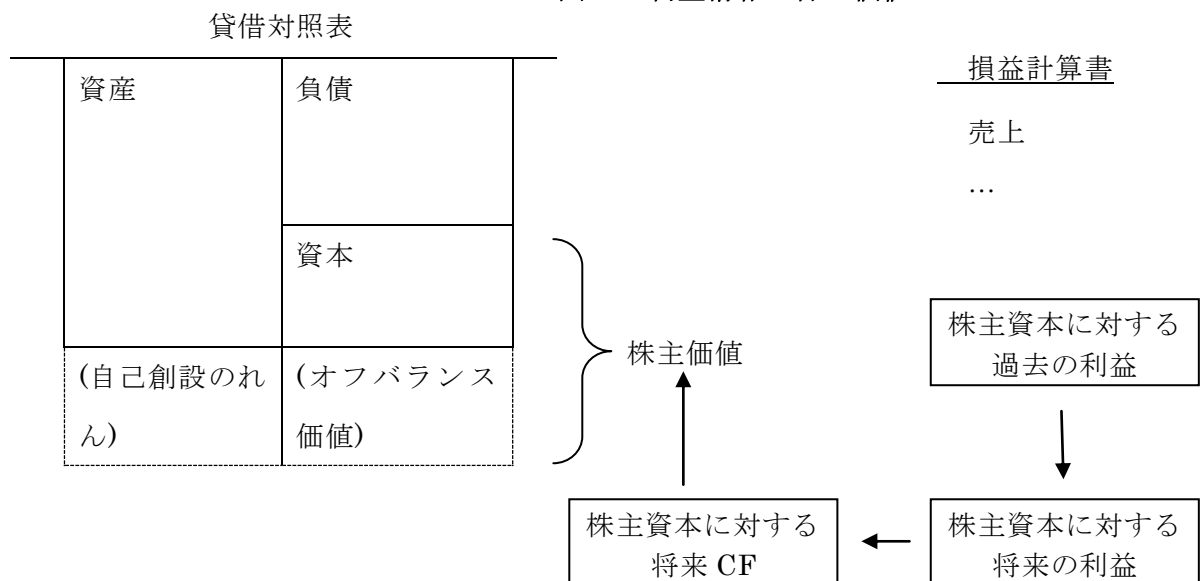 貸借対照表
資産
負債
資本
(自己創設のれ
ん)
(オフバランス
価値)
株主価値
損益計算書
売上
…
株主資本に対する
過去の利益
株主資本に対する
将来の利益
株主資本に対する
将来 CF